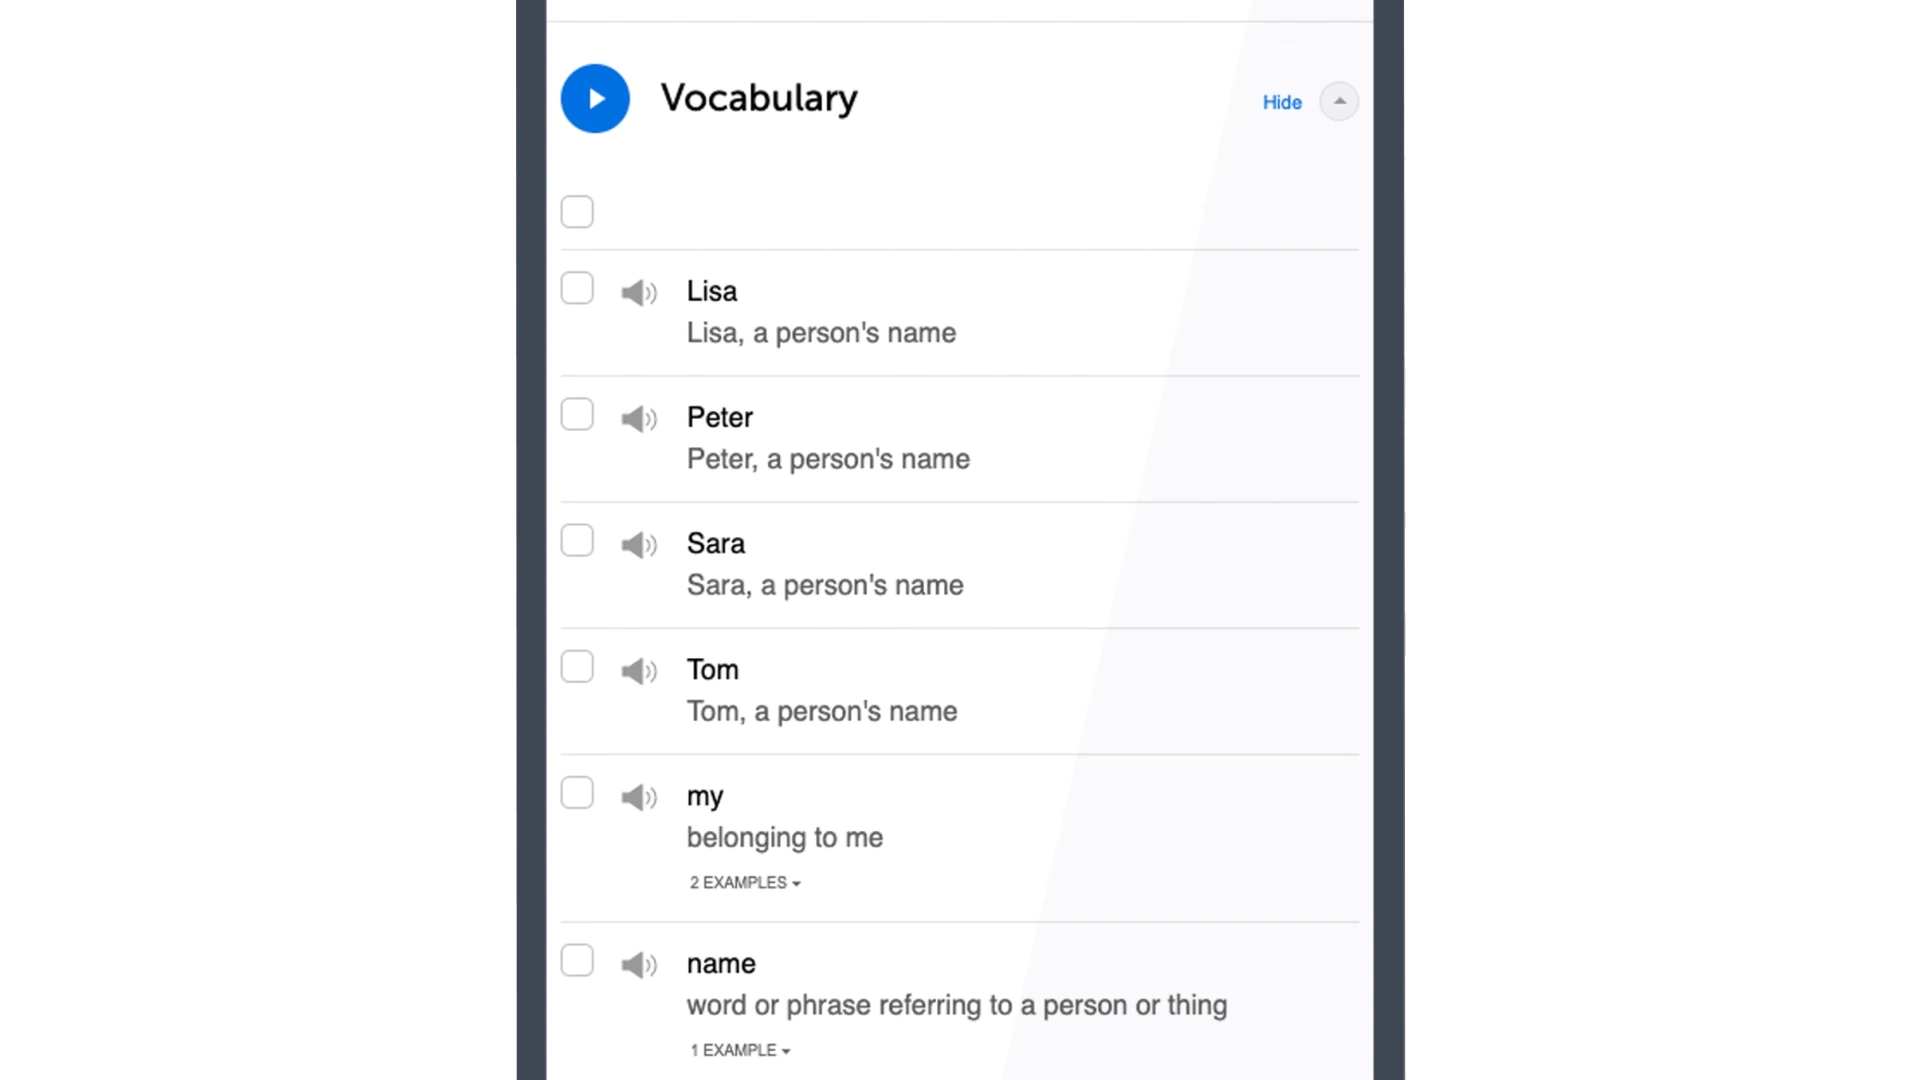 Vocabulary
Hide
Lisa
Lisa, a person's name
Peter
Peter, a person's name
Sara
Sara, a person's name
Tom
Tom, a person's name
my
belonging to me
2 EXAMPLES
name
word or phrase referring to a person or thing
1 EXAMPLE